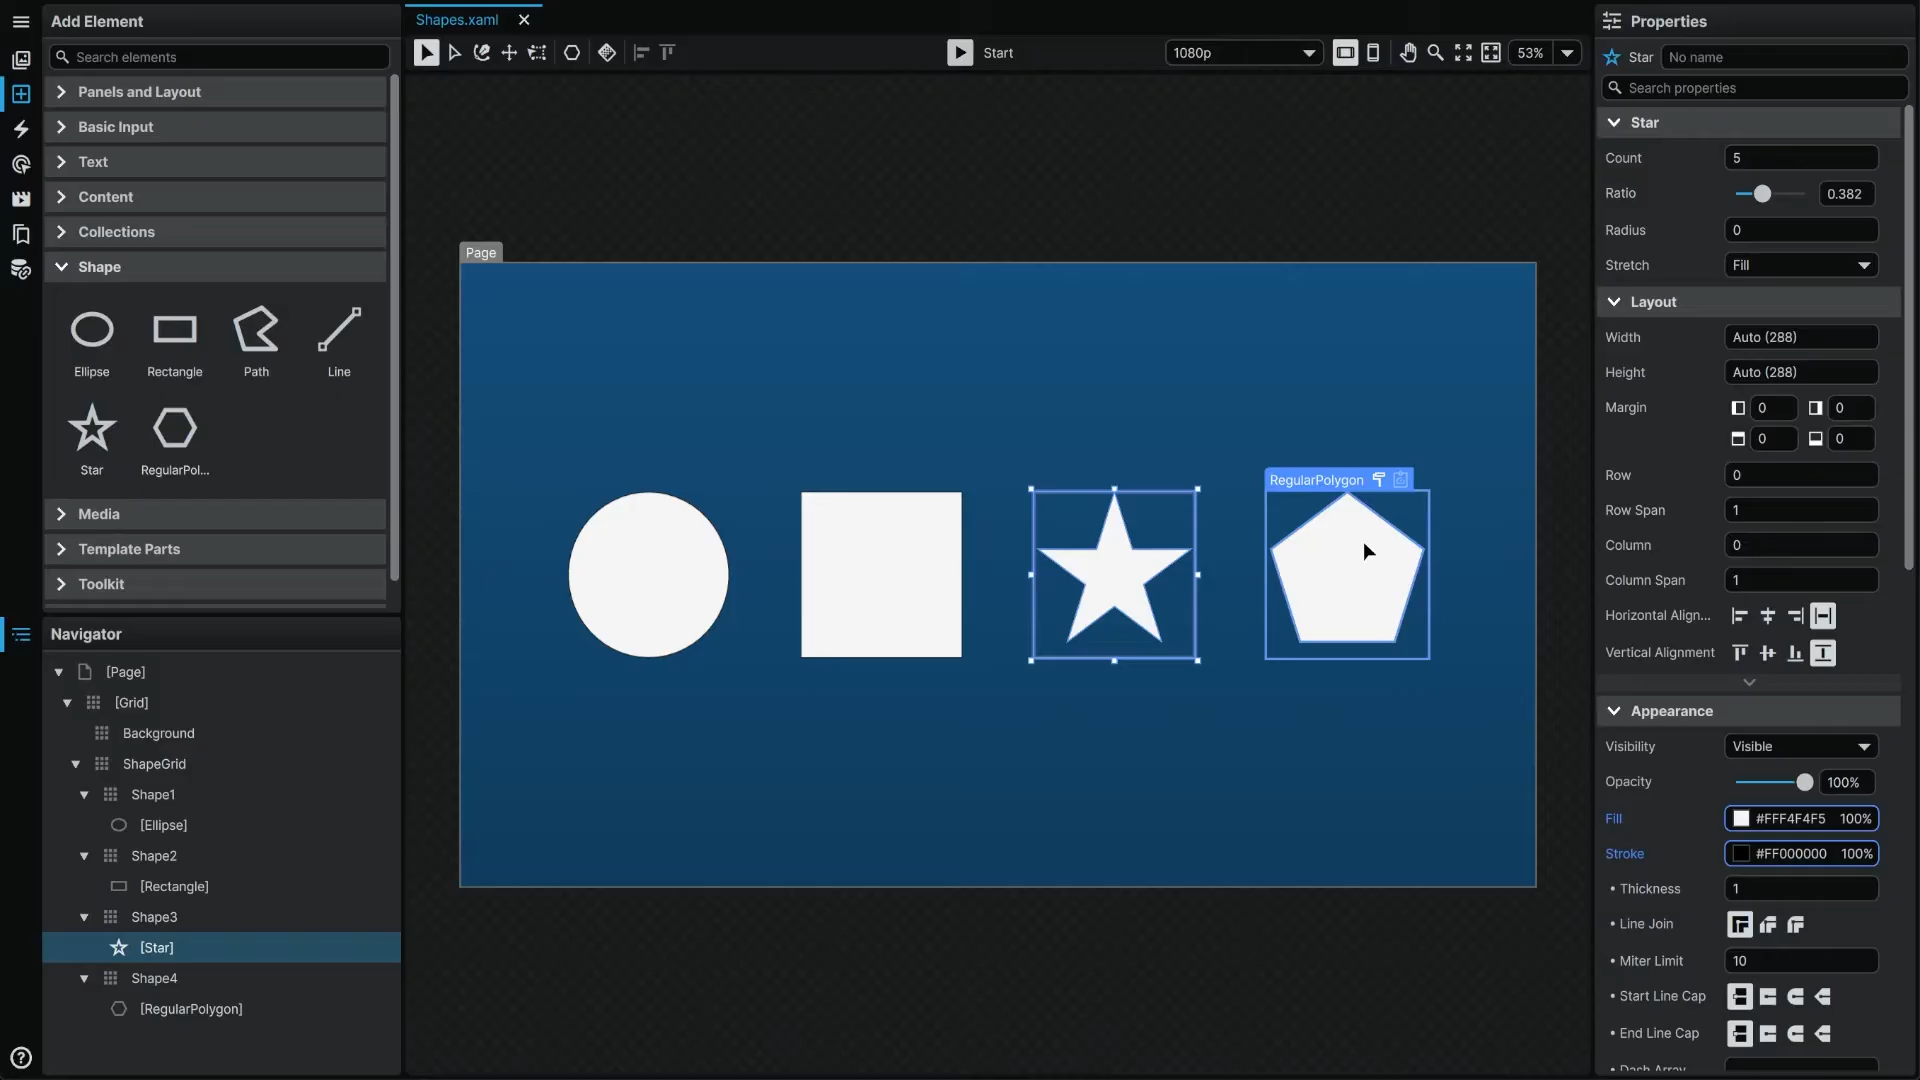 Add Element
Search elements
Panels and Layout
Basic Input
Text
Content
Collections
Shape
Ellipse
Rectangle
Path
Line
Star
RegularPol...
Media
Template Parts
Toolkit
Navigator
[Page]
[Grid]
Background
ShapeGrid
Shape1
[Ellipse]
Shape2
[Rectangle]
Shape3
[Star]
Shape4
[RegularPolygon]
Shapes.xaml
Start
1080p
53%
Page
RegularPolygon
Properties
Star No name
Search properties
Star
Count 5
Ratio 0.382
Radius 0
Stretch Fill
Layout
Width Auto (288)
Height Auto (288)
Margin 0 0
0 0
Row 0
Row Span 1
Column 0
Column Span 1
Horizontal Align...
Vertical Alignment
Appearance
Visibility Visible
Opacity 100%
Fill #FFF4F4F5 100%
Stroke #FF000000 100%
• Thickness 1
• Line Join
• Miter Limit 10
• Start Line Cap
• End Line Cap
• Dash Array